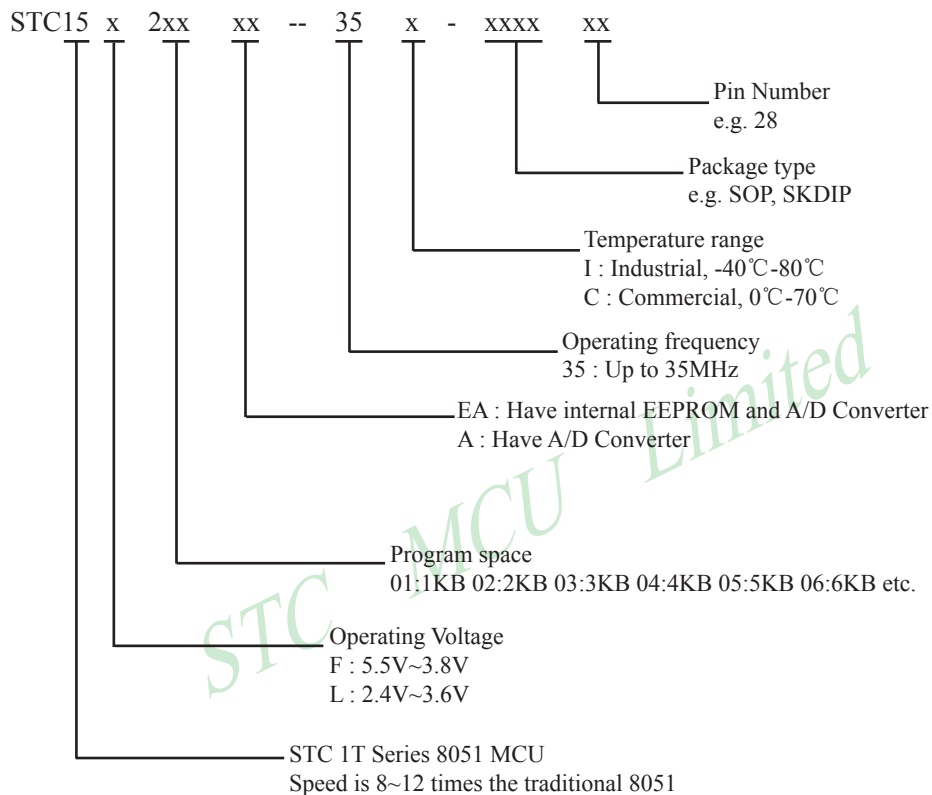 STC15 x 2xx xx -- 35 x - xxxx xx
Pin Number
e.g. 28
Package type
e.g. SOP, SKDIP
Temperature range
I : Industrial, -40℃-80℃
C : Commercial, 0℃-70℃
Operating frequency
35 : Up to 35MHz
EA : Have internal EEPROM and A/D Converter
A : Have A/D Converter
Program space
01:1KB 02:2KB 03:3KB 04:4KB 05:5KB 06:6KB etc.
Operating Voltage
F : 5.5V~3.8V
L : 2.4V~3.6V
STC 1T Series 8051 MCU
Speed is 8~12 times the traditional 8051
STC MCU Limited